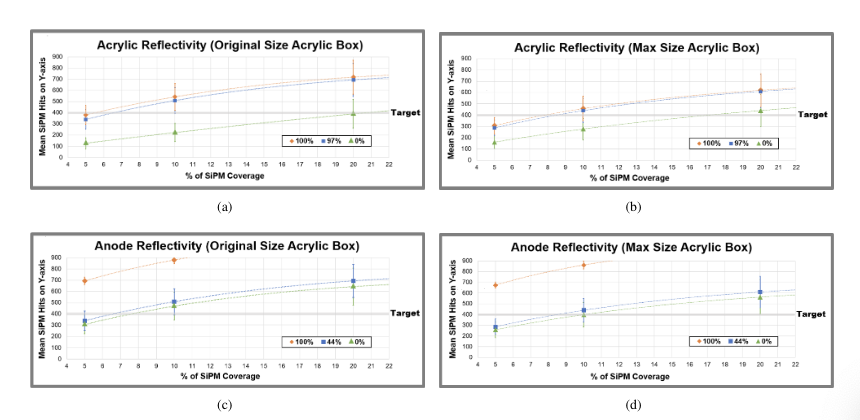 Acrylic Reflectivity (Original Size Acrylic Box)
Mean SiPM Hits on Y-axis
900
800
700
600
500
400
300
200
100
0
Target
100% 97% 0%
4 5 6 7 8 9 10 11 12 13 14 15 16 17 18 19 20 21 22
% of SiPM Coverage
(a)
Acrylic Reflectivity (Max Size Acrylic Box)
Mean SiPM Hits on Y-axis
900
800
700
600
500
400
300
200
100
0
Target
100% 97% 0%
4 5 6 7 8 9 10 11 12 13 14 15 16 17 18 19 20 21 22
% of SiPM Coverage
(b)
Anode Reflectivity (Original Size Acrylic Box)
Mean SiPM Hits on Y-axis
900
800
700
600
500
400
300
200
100
0
Target
100% 44% 0%
4 5 6 7 8 9 10 11 12 13 14 15 16 17 18 19 20 21 22
% of SiPM Coverage
(c)
Anode Reflectivity (Max Size Acrylic Box)
Mean SiPM Hits on Y-axis
900
800
700
600
500
400
300
200
100
0
Target
100% 44% 0%
4 5 6 7 8 9 10 11 12 13 14 15 16 17 18 19 20 21 22
% of SiPM Coverage
(d)